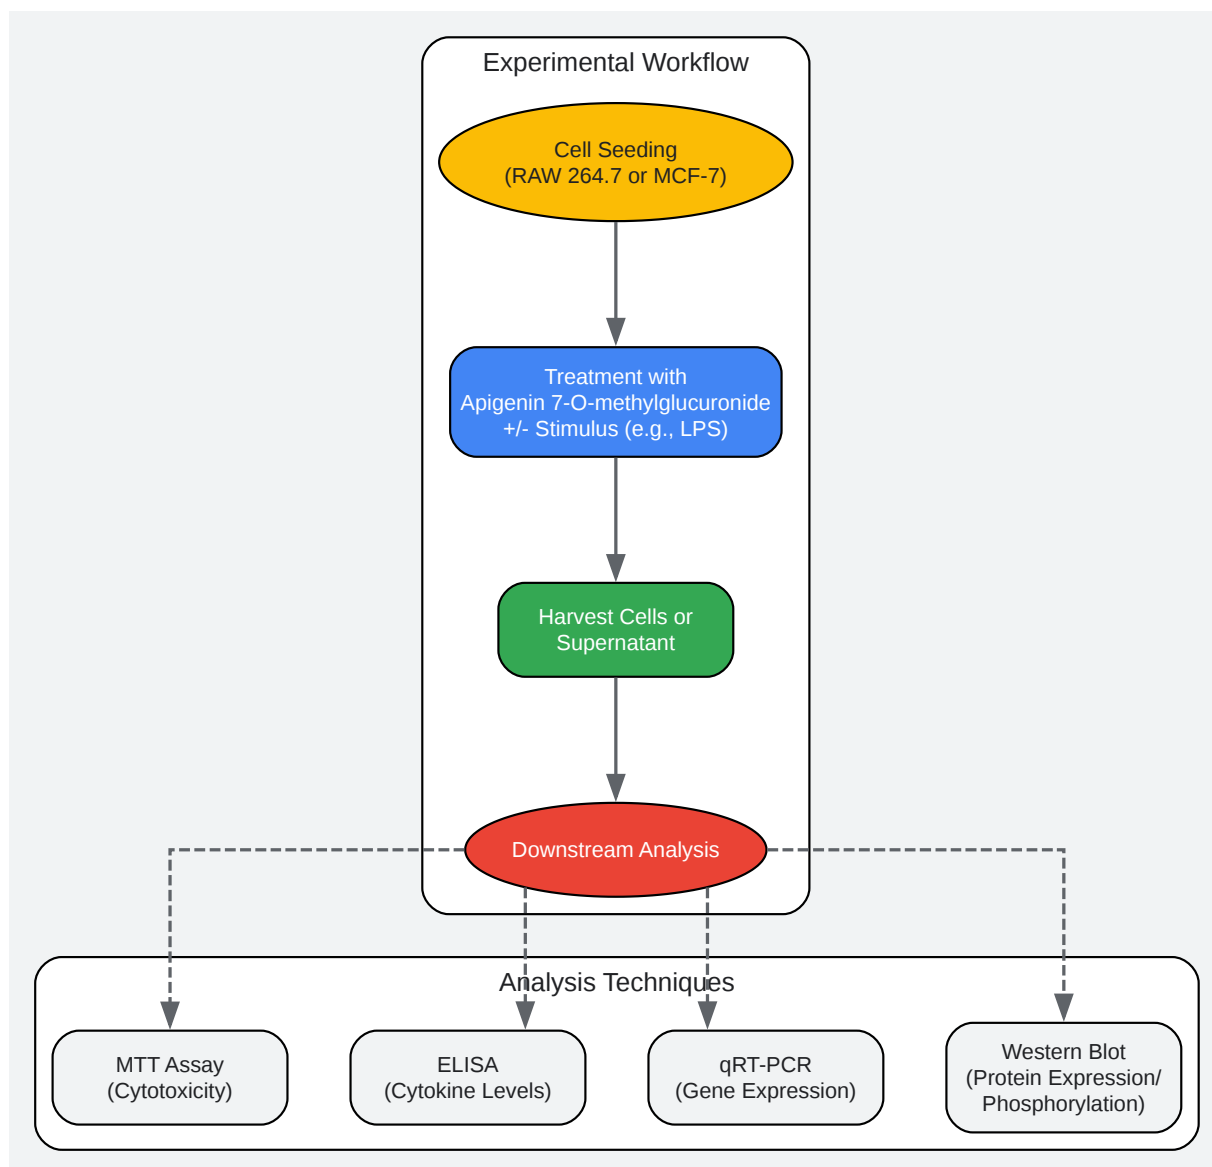 Experimental Workflow
Cell Seeding
(RAW 264.7 or MCF-7)
Treatment with
Apigenin 7-O-methylglucuronide
+/- Stimulus (e.g., LPS)
Harvest Cells or
Supernatant
Downstream Analysis
Analysis Techniques
MTT Assay
(Cytotoxicity)
ELISA
(Cytokine Levels)
qRT-PCR
(Gene Expression)
Western Blot
(Protein Expression/
Phosphorylation)